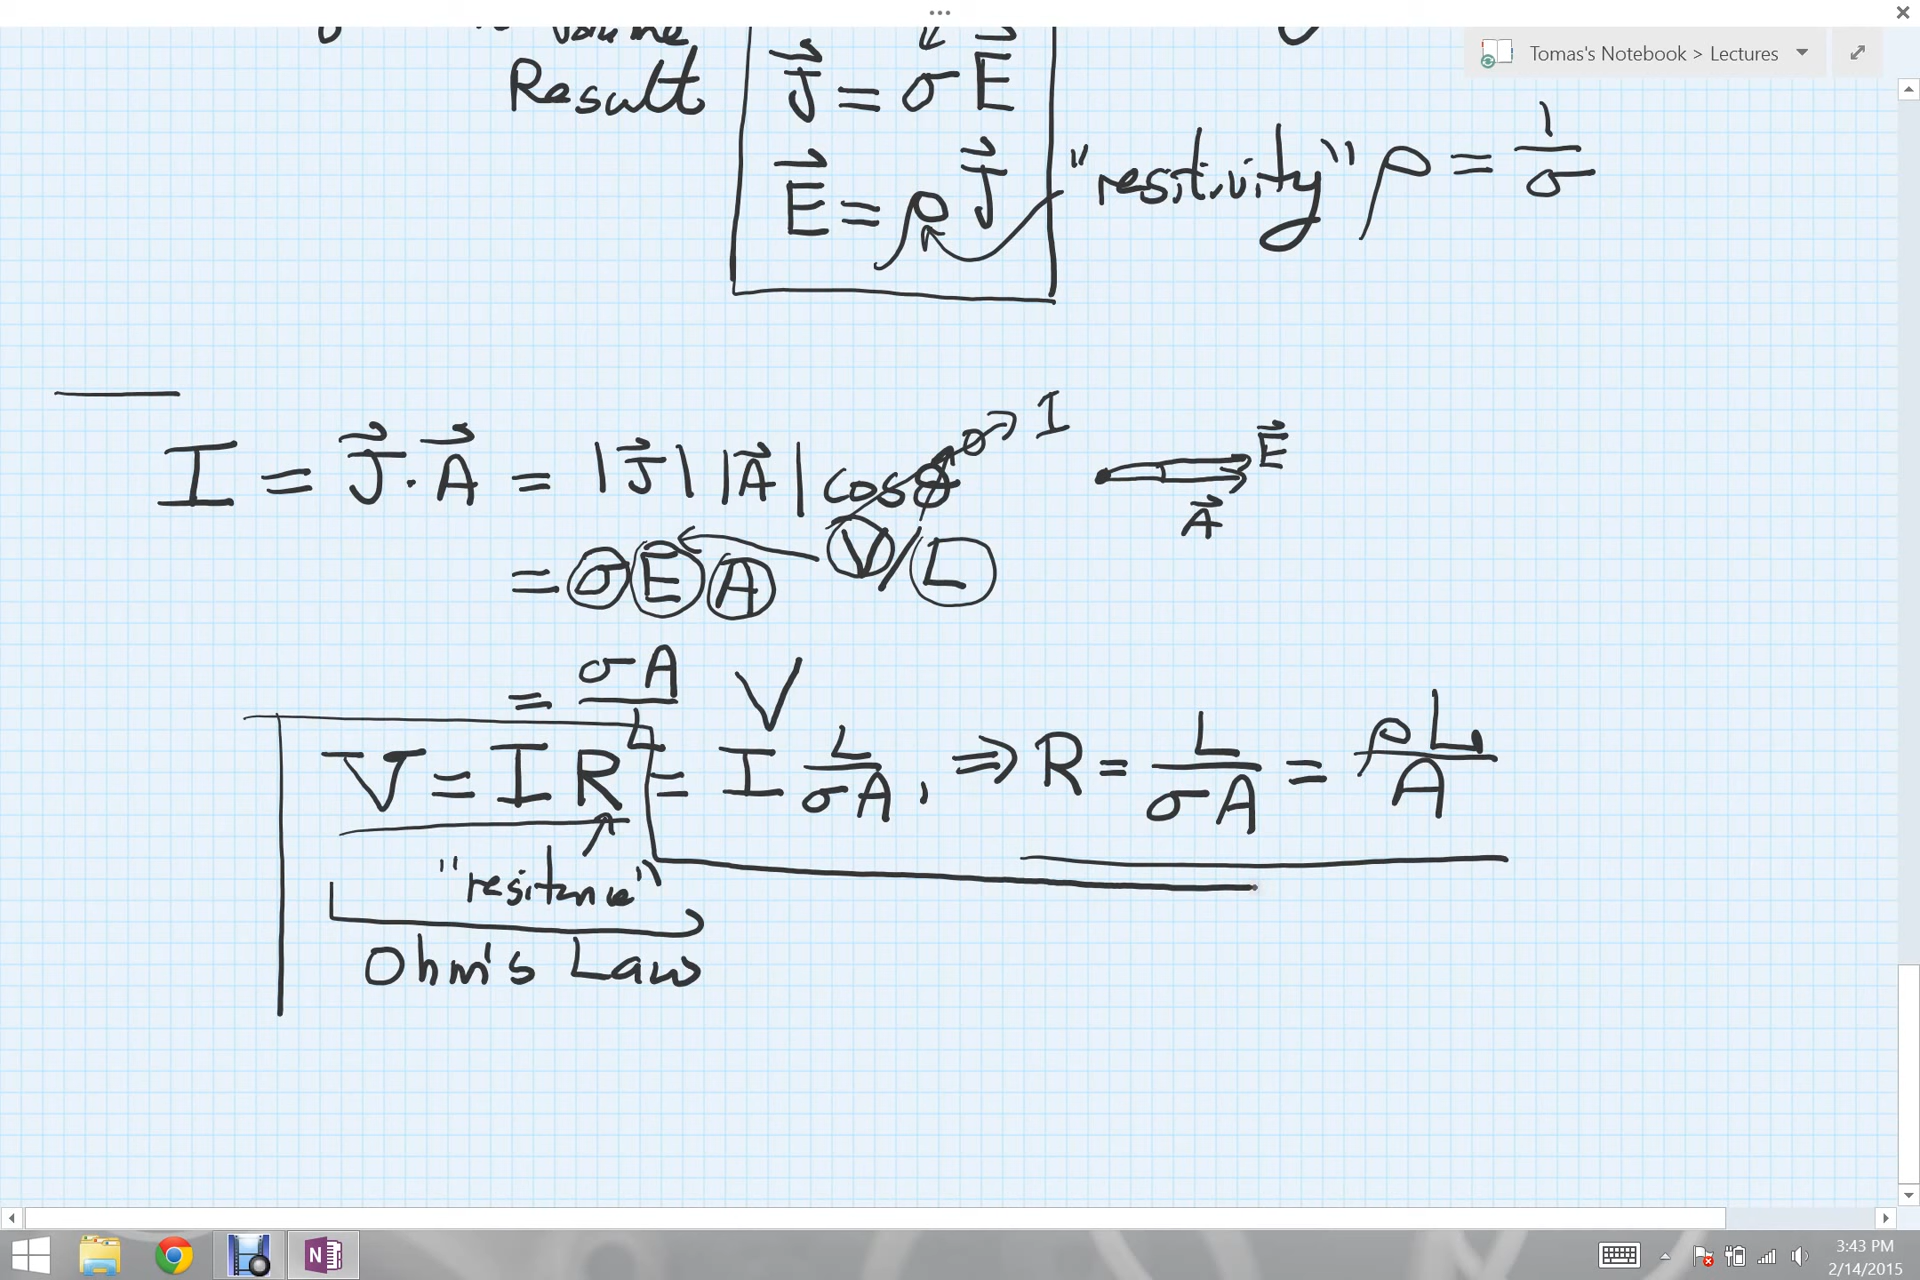 Tomas's Notebook > Lectures
Result
J⃗ = σ E⃗
E⃗ = ρ J⃗
"resitivity" ρ = 1/σ
I = J⃗ · A⃗ = |J⃗| |A⃗| cos
I
E⃗
A⃗
= σ E A
V / L
= σA/L V
V = I R = I L/σA, ⇒ R = L/σA = ρL/A
"resitance"
Ohm's Law
3:43 PM
2/14/2015